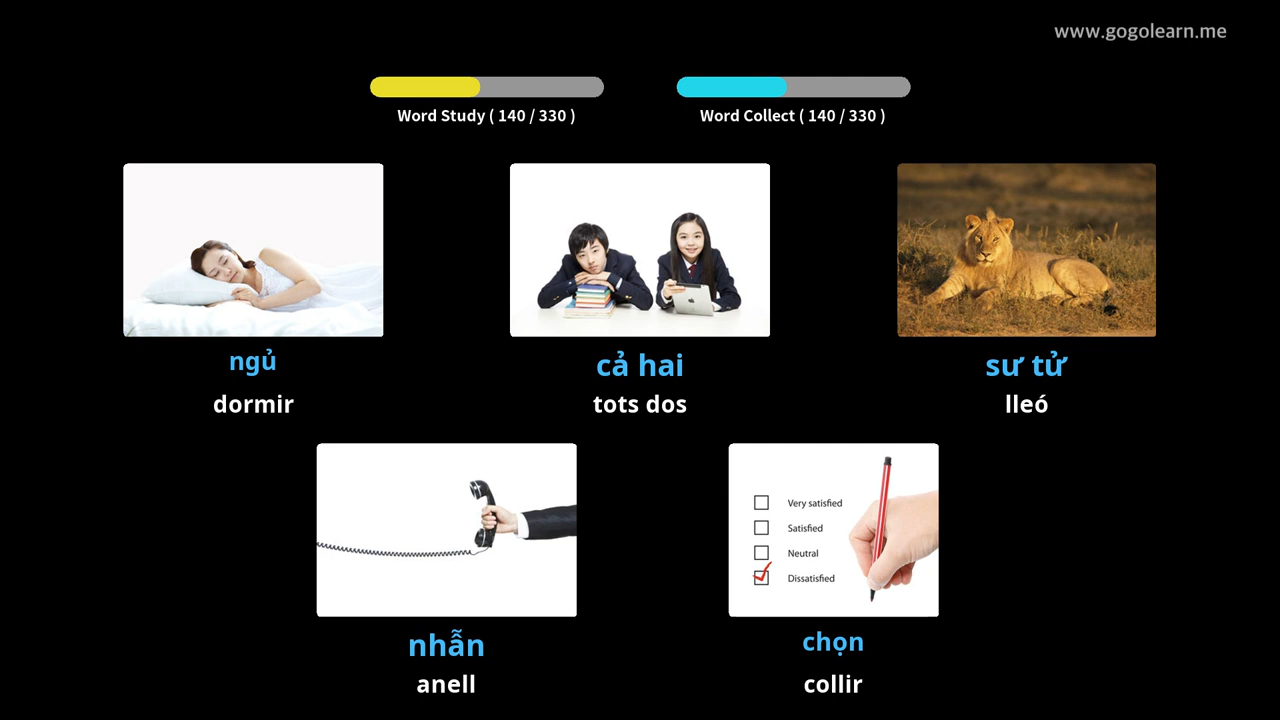 www.gogolearn.me
Word Study ( 140 / 330 )
Word Collect ( 140 / 330 )
ngủ
dormir
cả hai
tots dos
sư tử
lleó
nhẫn
anell
Very satisfied
Satisfied
Neutral
Dissatisfied
chọn
collir